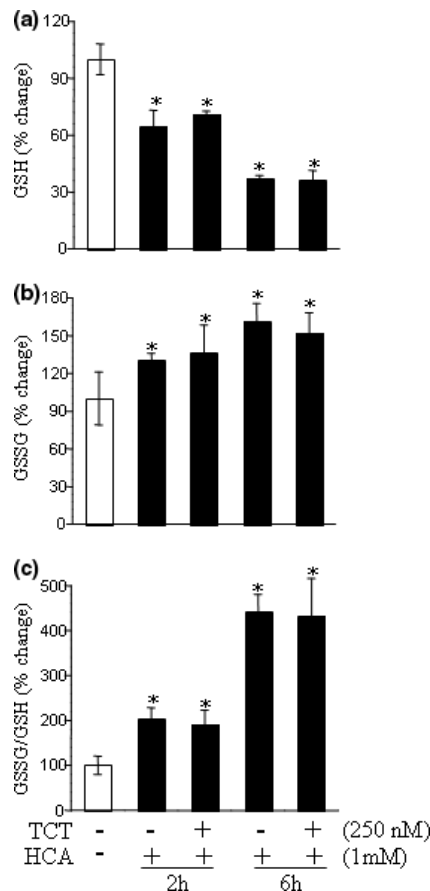 (a)
GSH (% change)
120
90
60
30
0
* * * *
(b)
GSSG (% change)
180
150
120
90
60
30
0
* * * *
(c)
GSSG/GSH (% change)
500
400
300
200
100
0
* * * *
TCT - - + - + (250 nM)
HCA - + + + + (1mM)
2h 6h